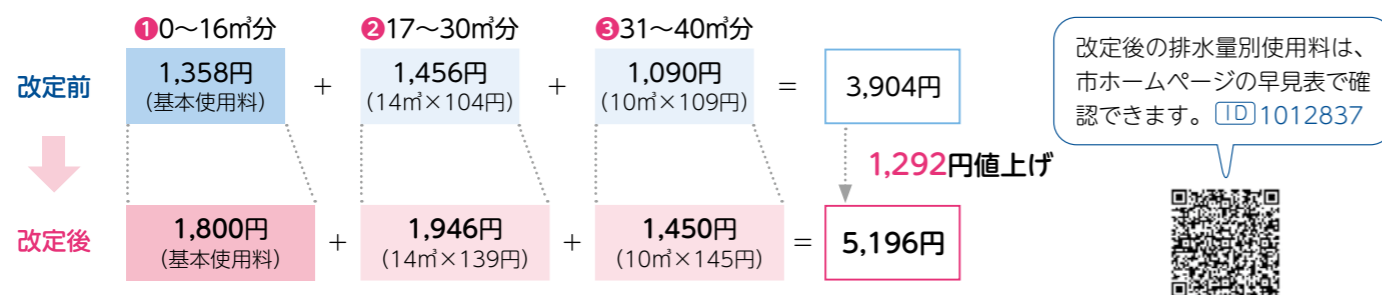 ❶0～16㎥分 ❷17～30㎥分 ❸31～40㎥分
改定前 1,358円 + 1,456円 + 1,090円 = 3,904円
(基本使用料) (14㎥×104円) (10㎥×109円)
1,292円値上げ
改定後 1,800円 + 1,946円 + 1,450円 = 5,196円
(基本使用料) (14㎥×139円) (10㎥×145円)
改定後の排水量別使用料は、
市ホームページの早見表で確
認できます。ID1012837